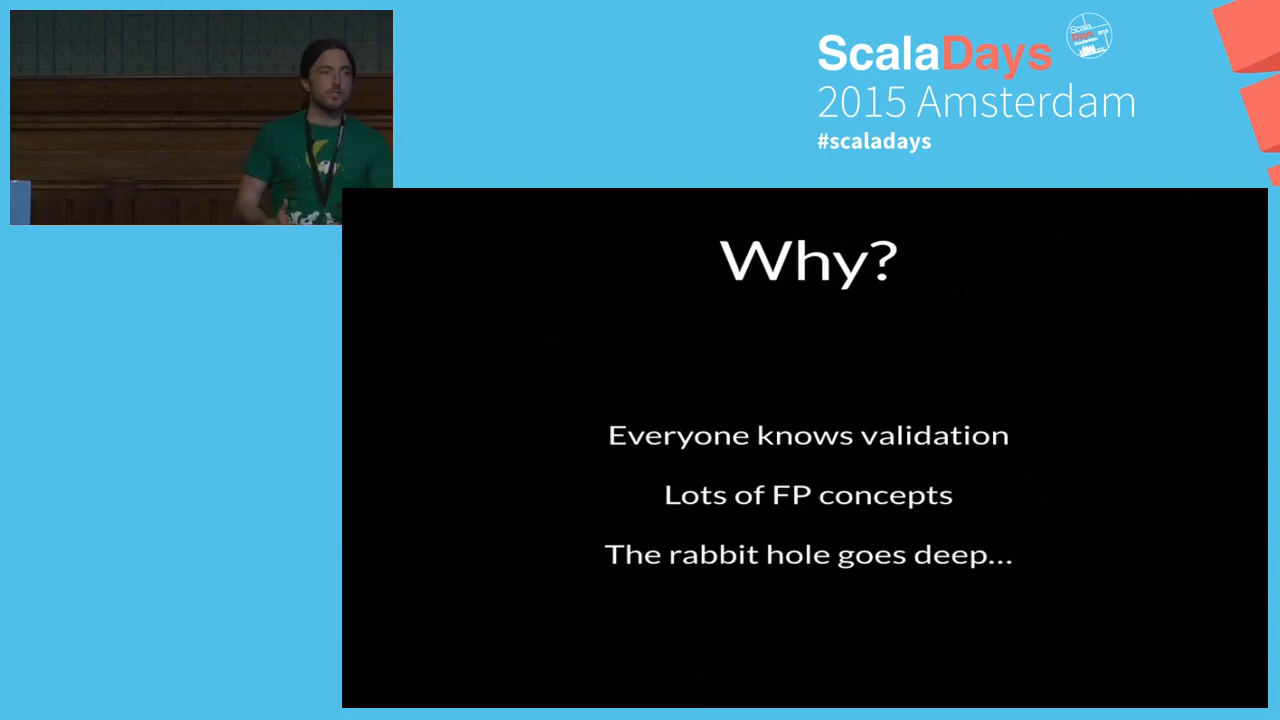 ScalaDays
2015 Amsterdam
#scaladays
Why?
Everyone knows validation
Lots of FP concepts
The rabbit hole goes deep...